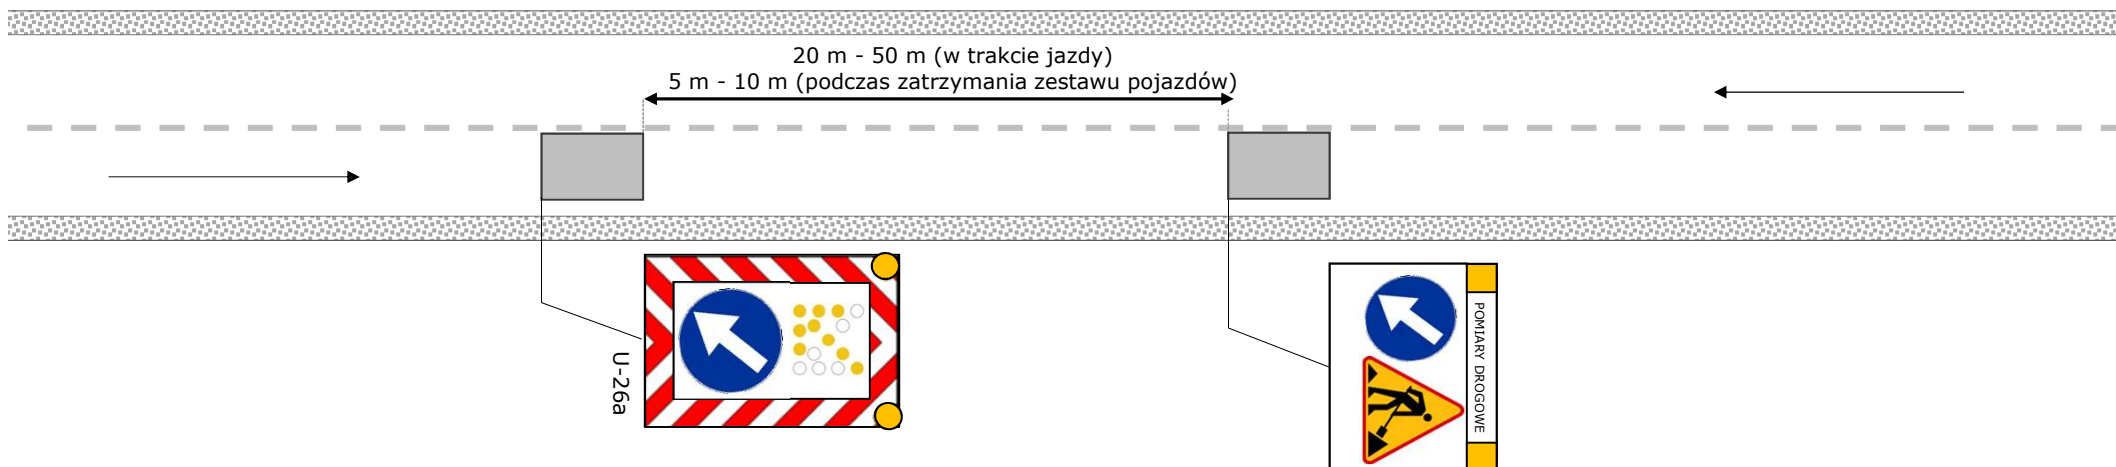 20 m - 50 m (w trakcie jazdy)
5 m - 10 m (podczas zatrzymania zestawu pojazdów)
U-26a
POMIARY DROGOWE